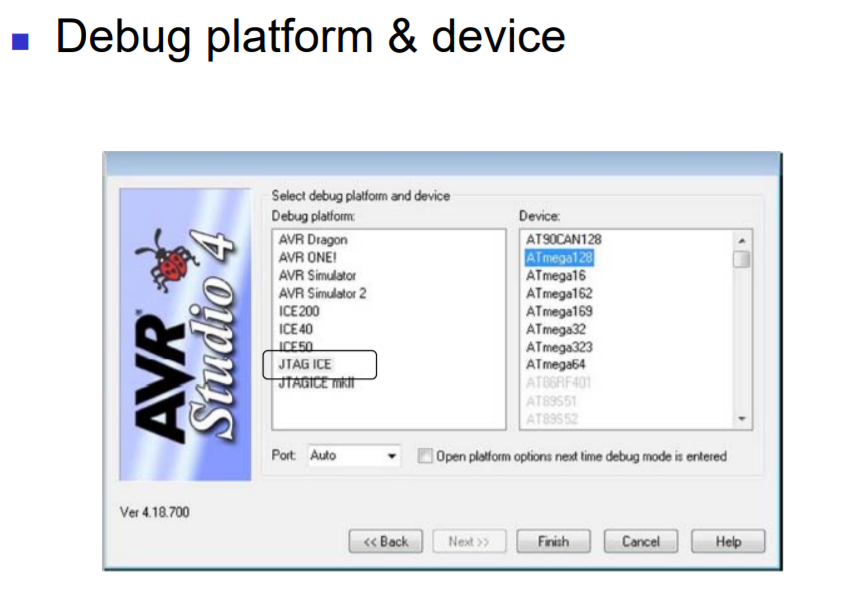 Debug platform & device
AVR Studio 4
Select debug platform and device
Debug platform:
AVR Dragon
AVR ONE!
AVR Simulator
AVR Simulator 2
ICE200
ICE40
ICE50
JTAG ICE
JTAGICE mkII
Device:
AT90CAN128
ATmega128
ATmega16
ATmega162
ATmega169
ATmega32
ATmega323
ATmega64
AT86RF401
AT89S51
AT89S52
Port: Auto
Open platform options next time debug mode is entered
Ver 4.18.700
<< Back
Next >>
Finish
Cancel
Help